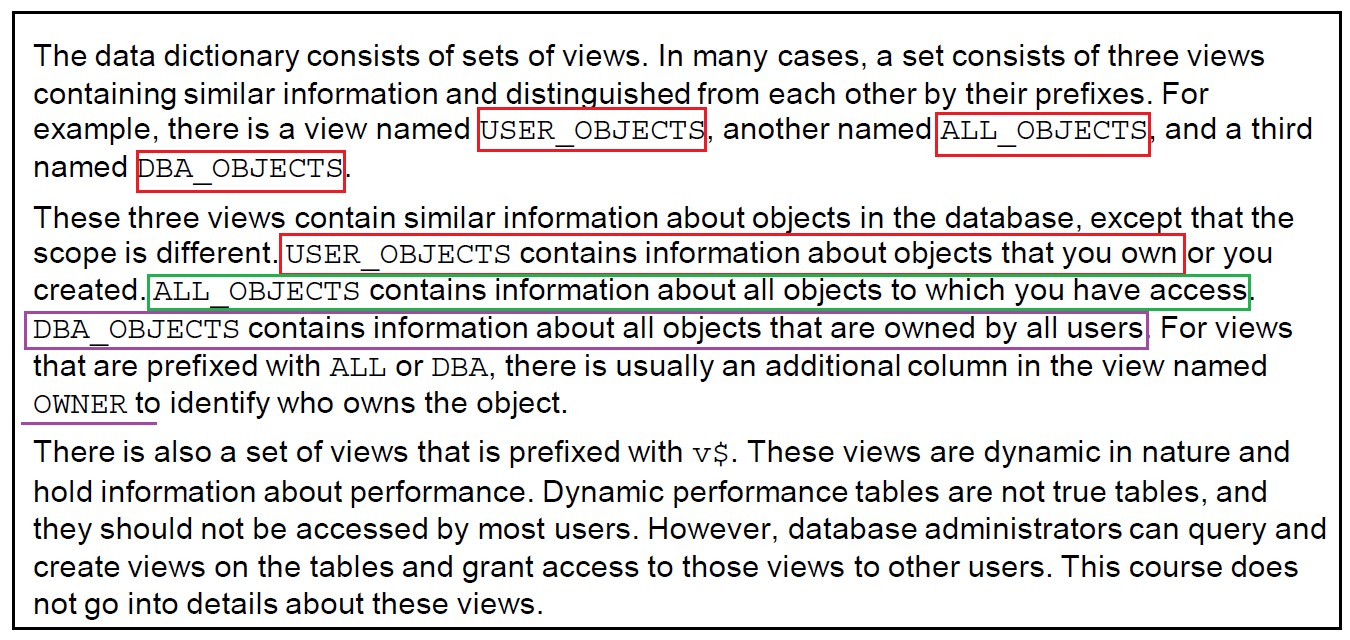 The data dictionary consists of sets of views. In many cases, a set consists of three views
containing similar information and distinguished from each other by their prefixes. For
example, there is a view named USER_OBJECTS, another named ALL_OBJECTS, and a third
named DBA_OBJECTS.
These three views contain similar information about objects in the database, except that the
scope is different. USER_OBJECTS contains information about objects that you own or you
created. ALL_OBJECTS contains information about all objects to which you have access.
DBA_OBJECTS contains information about all objects that are owned by all users. For views
that are prefixed with ALL or DBA, there is usually an additional column in the view named
OWNER to identify who owns the object.
There is also a set of views that is prefixed with v$. These views are dynamic in nature and
hold information about performance. Dynamic performance tables are not true tables, and
they should not be accessed by most users. However, database administrators can query and
create views on the tables and grant access to those views to other users. This course does
not go into details about these views.